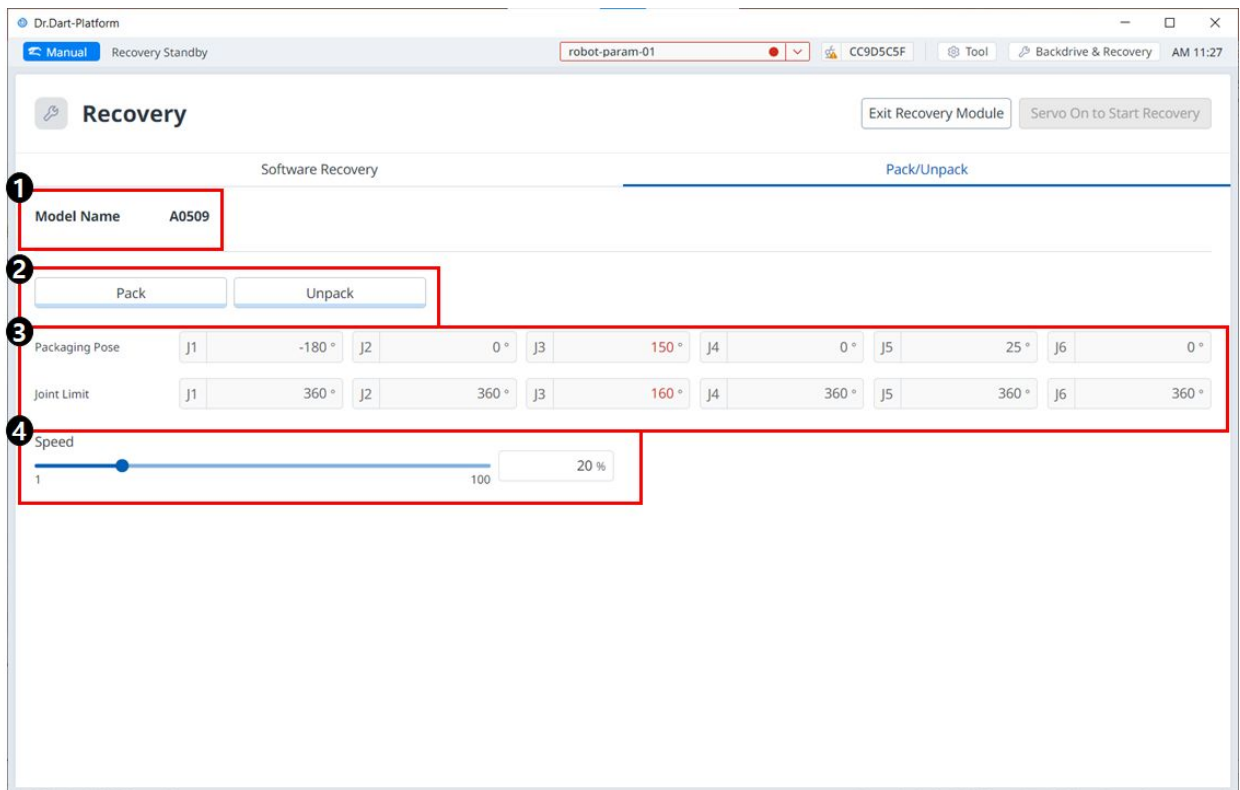 Dr.Dart-Platform
Manual Recovery Standby robot-param-01 CC9D5C5F Tool Backdrive & Recovery AM 11:27
Recovery Exit Recovery Module Servo On to Start Recovery
Software Recovery Pack/Unpack
1
Model Name A0509
2
Pack Unpack
3
Packaging Pose J1 -180 ° J2 0 ° J3 150 ° J4 0 ° J5 25 ° J6 0 °
Joint Limit J1 360 ° J2 360 ° J3 160 ° J4 360 ° J5 360 ° J6 360 °
4
Speed
20 %
1 100